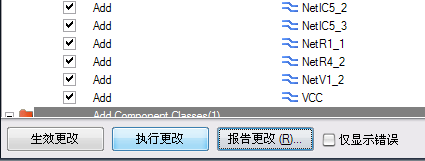 Add NetIC5_2
Add NetIC5_3
Add NetR1_1
Add NetR4_2
Add NetV1_2
Add VCC
Add Component Classes(1)
生效更改 执行更改 报告更改 (R)... 仅显示错误